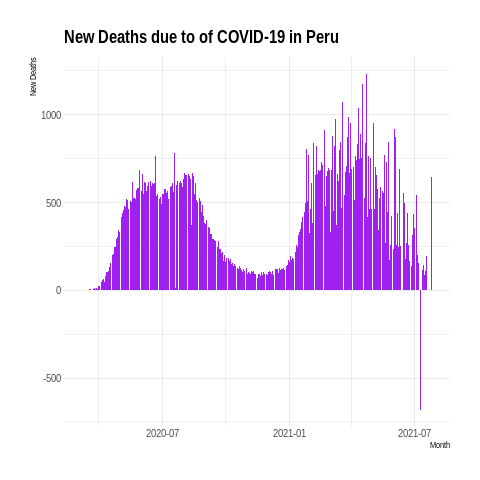 New Deaths due to of COVID-19 in Peru
New Deaths
1000
500
0
-500
2020-07
2021-01
2021-07
Month